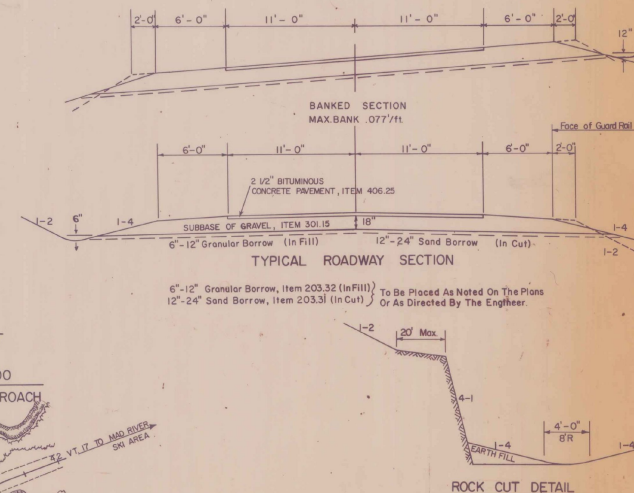 2'-0" 6'-0" 11'-0" 11'-0" 6'-0" 2'-0"
12"
BANKED SECTION
MAX. BANK .077'/ft.
Face of Guard Rail
6'-0" 11'-0" 11'-0" 6'-0" 2'-0"
2 1/2" BITUMINOUS
CONCRETE PAVEMENT, ITEM 406.25
1-2 6" 1-4 SUBBASE OF GRAVEL, ITEM 301.15 18" 1-4
6"-12" Granular Borrow (In Fill) 12"-24" Sand Borrow (In Cut) 1-2
TYPICAL ROADWAY SECTION
6"-12" Granular Borrow, Item 203.32 (In Fill)
12"-24" Sand Borrow, Item 203.31 (In Cut)
To Be Placed As Noted On The Plans
Or As Directed By The Engineer.
1-2 20' Max.
4-1
1-4 4'-0" 1-4
8'R
EARTH FILL
ROCK CUT DETAIL
00
ROACH
4.2 VT. 17 TO MAD RIVER
SKI AREA